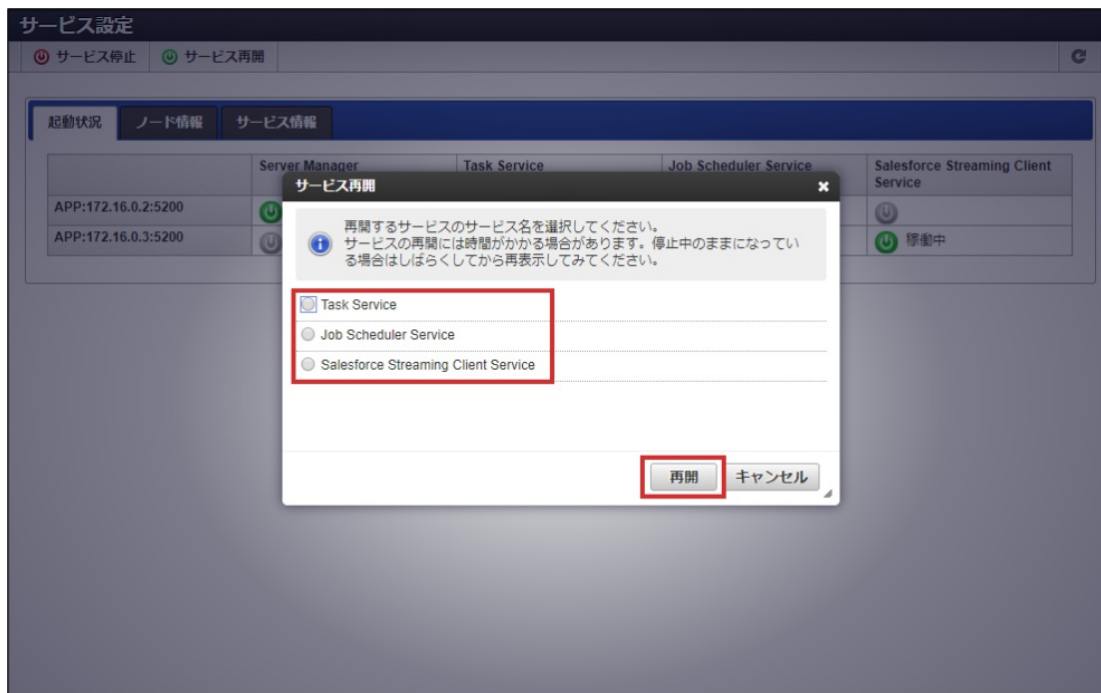 サービス設定
サービス停止 サービス再開
起動状況 ノード情報 サービス情報
Server Manager Task Service Job Scheduler Service Salesforce Streaming Client
Service
サービス再開
APP:172.16.0.2:5200
APP:172.16.0.3:5200 稼働中
再開するサービスのサービス名を選択してください。
サービスの再開には時間がかかる場合があります。停止中のままになってい
る場合はしばらくしてから再表示してみてください。
Task Service
Job Scheduler Service
Salesforce Streaming Client Service
再開 キャンセル